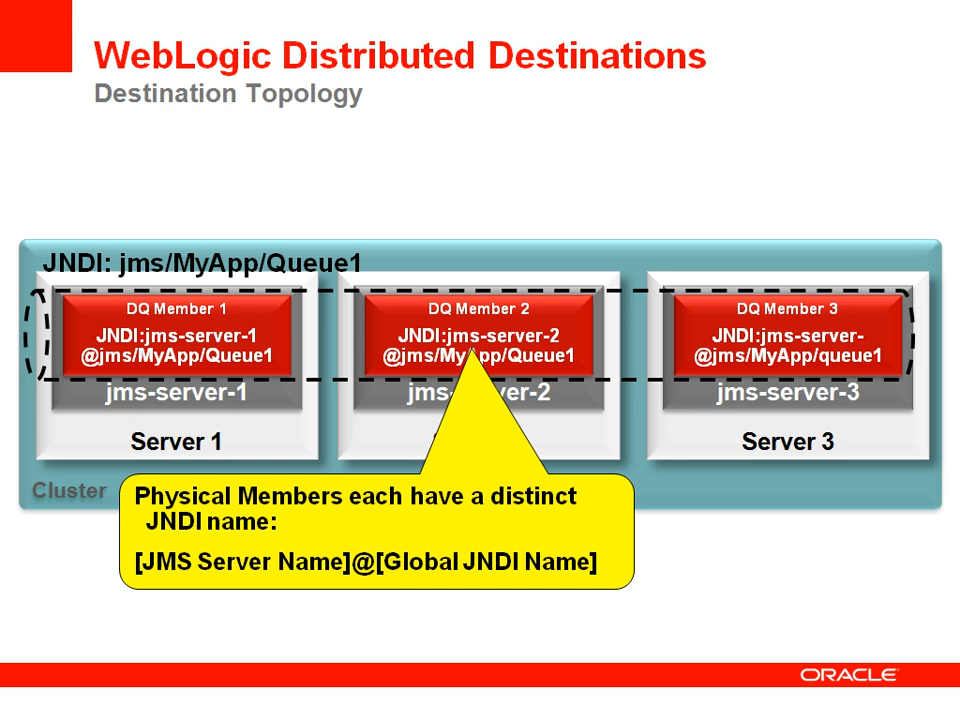 WebLogic Distributed Destinations
Destination Topology
JNDI: jms/MyApp/Queue1
DQ Member 1
JNDI:jms-server-1
@jms/MyApp/Queue1
jms-server-1
Server 1
DQ Member 2
JNDI:jms-server-2
@jms/MyApp/Queue1
jms-server-2
DQ Member 3
JNDI:jms-server-
@jms/MyApp/queue1
jms-server-3
Server 3
Cluster
Physical Members each have a distinct
JNDI name:
[JMS Server Name]@[Global JNDI Name]
ORACLE